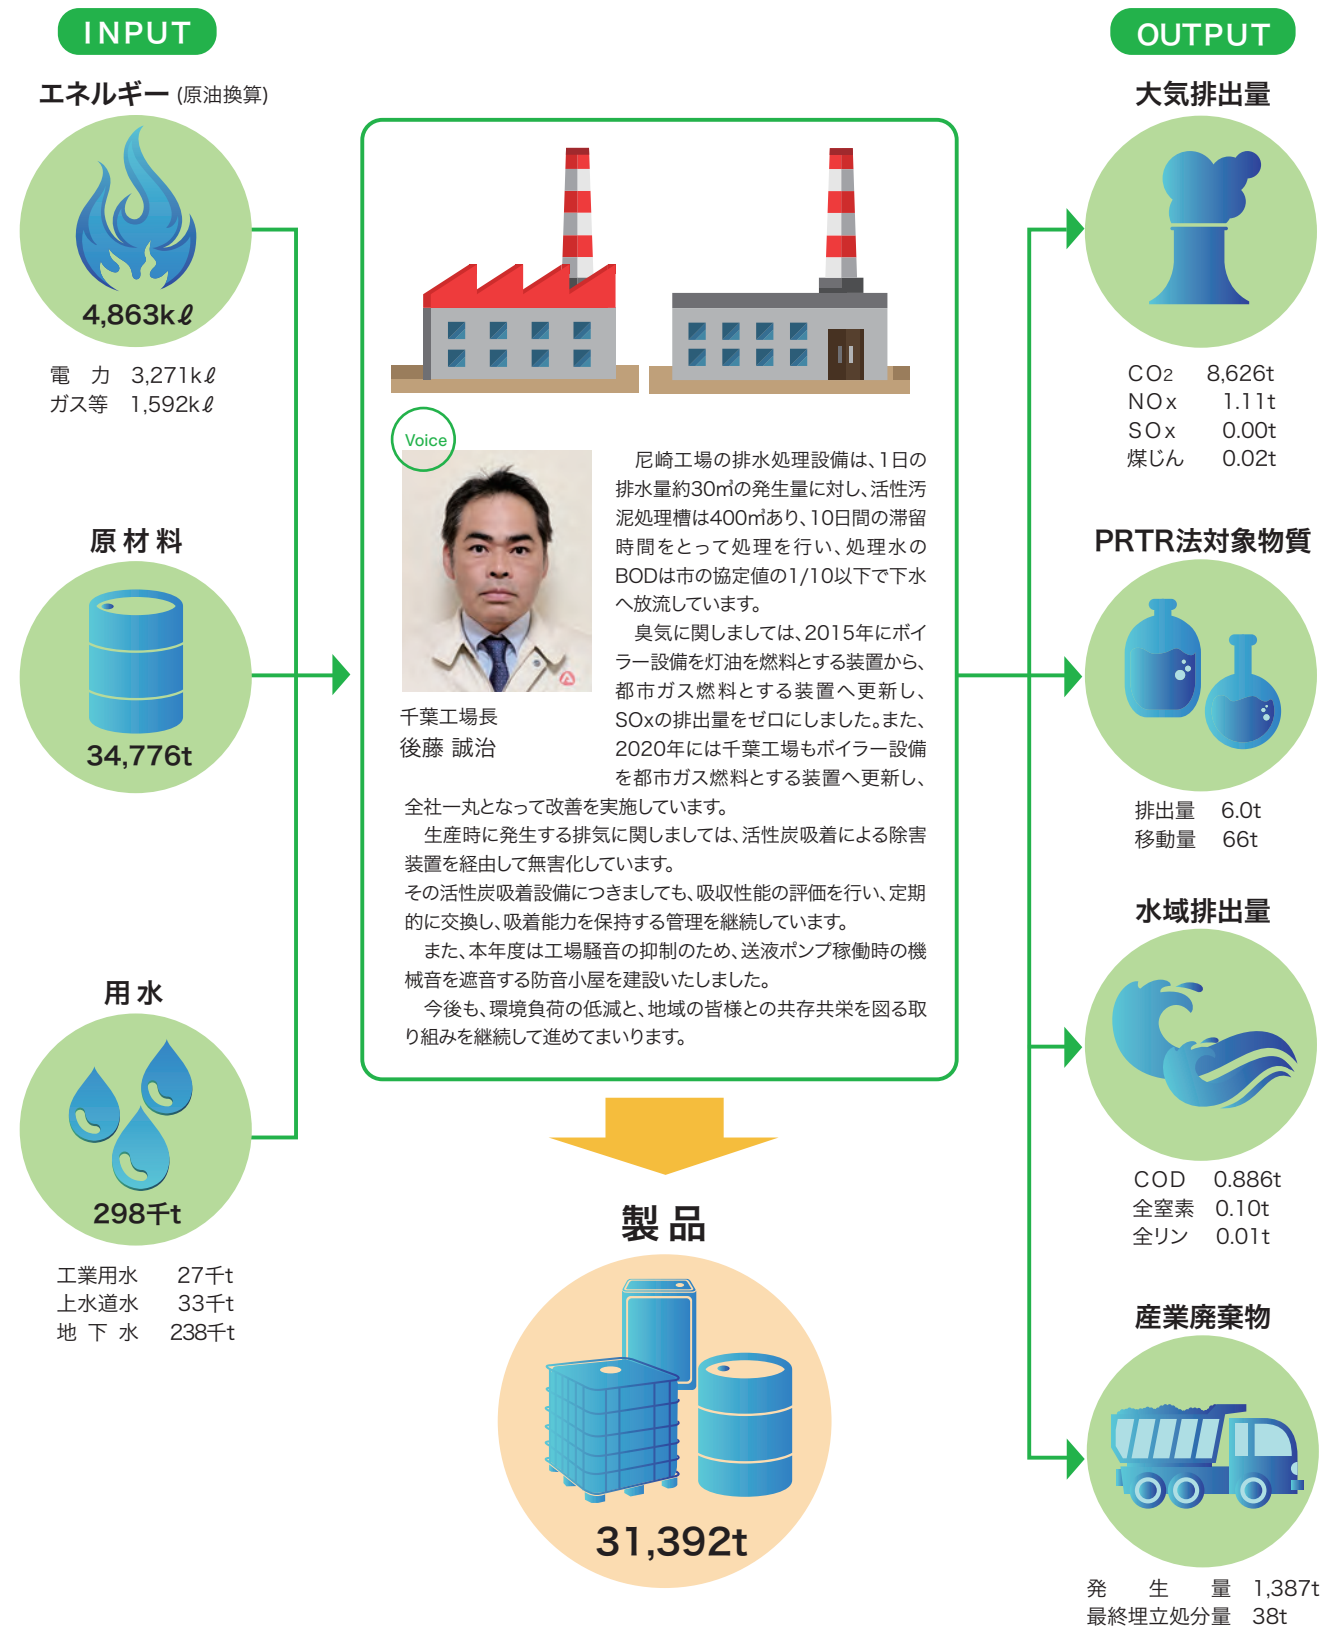 INPUT
エネルギー (原油換算)
4,863kℓ
電　力　3,271kℓ
ガス等　1,592kℓ
原材料
34,776t
用水
298千t
工業用水　27千t
上水道水　33千t
地下水　238千t
Voice
千葉工場長
後藤 誠治
尼崎工場の排水処理設備は、1日の
排水量約30㎥の発生量に対し、活性汚
泥処理槽は400㎥あり、10日間の滞留
時間をとって処理を行い、処理水の
BODは市の協定値の1/10以下で下水
へ放流しています。
臭気に関しましては、2015年にボイ
ラー設備を灯油を燃料とする装置から、
都市ガス燃料とする装置へ更新し、
SOxの排出量をゼロにしました。また、
2020年には千葉工場もボイラー設備
を都市ガス燃料とする装置へ更新し、
全社一丸となって改善を実施しています。
生産時に発生する排気に関しましては、活性炭吸着による除害
装置を経由して無害化しています。
その活性炭吸着設備につきましても、吸収性能の評価を行い、定期
的に交換し、吸着能力を保持する管理を継続しています。
また、本年度は工場騒音の抑制のため、送液ポンプ稼働時の機
械音を遮音する防音小屋を建設いたしました。
今後も、環境負荷の低減と、地域の皆様との共存共栄を図る取
り組みを継続して進めてまいります。
製品
31,392t
OUTPUT
大気排出量
CO2　8,626t
NOx　1.11t
SOx　0.00t
煤じん　0.02t
PRTR法対象物質
排出量　6.0t
移動量　66t
水域排出量
COD　0.886t
全窒素　0.10t
全リン　0.01t
産業廃棄物
発　生　量　1,387t
最終埋立処分量　38t